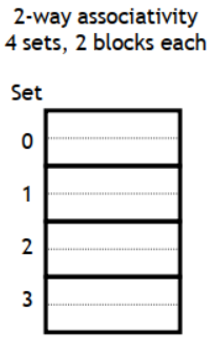 2-way associativity
4 sets, 2 blocks each
Set
0
1
2
3